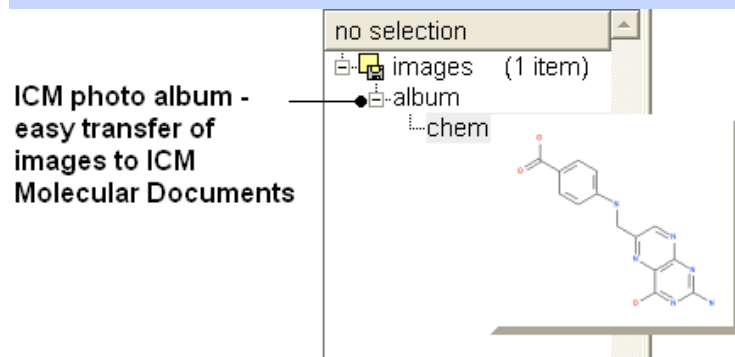 no selection
images (1 item)
album
chem
ICM photo album -
easy transfer of
images to ICM
Molecular Documents
O
O
N
N
N
N
N
N
O